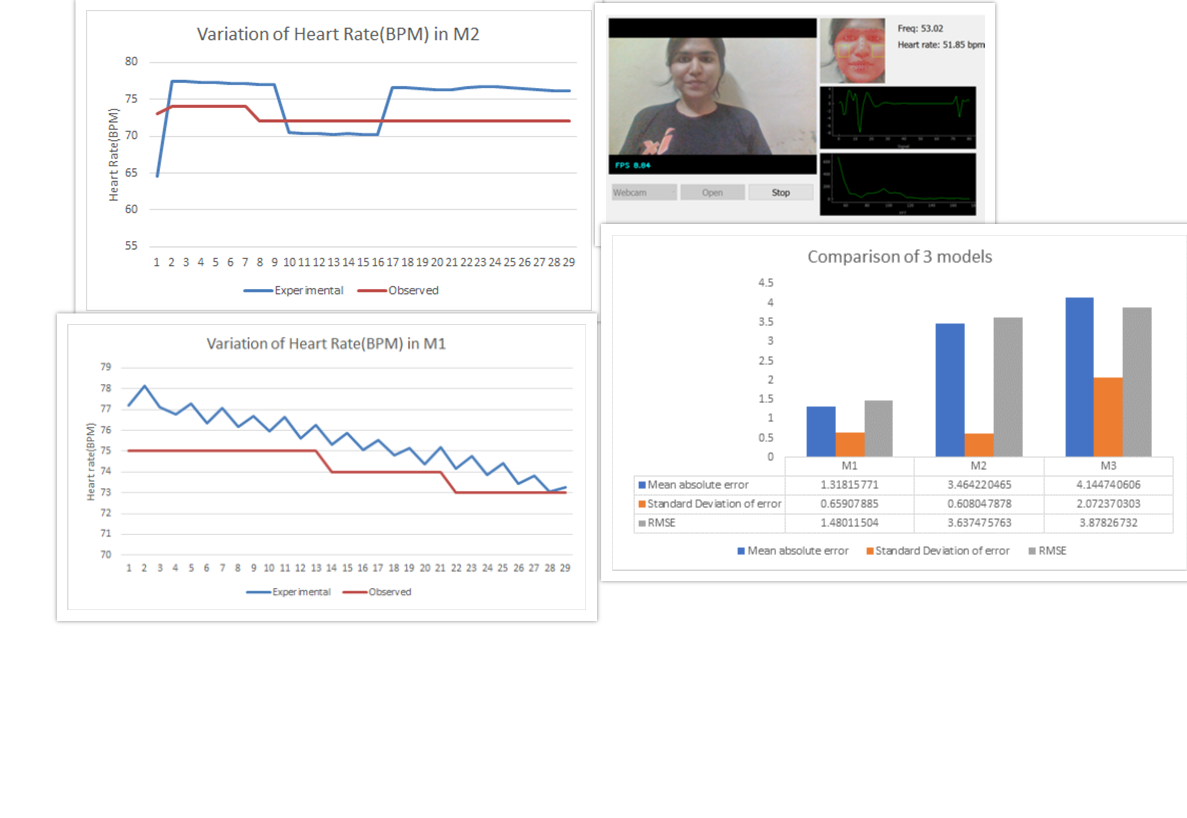 Variation of Heart Rate(BPM) in M2
Heart Rate(BPM)
80
75
70
65
60
55
1 2 3 4 5 6 7 8 9 10 11 12 13 14 15 16 17 18 19 20 21 22 23 24 25 26 27 28 29
Experimental Observed
Freq: 53.02
Heart rate: 51.85 bpm
FPS 8.84
Webcam Open Stop
Signal
Variation of Heart Rate(BPM) in M1
Heart rate(BPM)
79
78
77
76
75
74
73
72
71
70
1 2 3 4 5 6 7 8 9 10 11 12 13 14 15 16 17 18 19 20 21 22 23 24 25 26 27 28 29
Experimental Observed
Comparison of 3 models
4.5
4
3.5
3
2.5
2
1.5
1
0.5
0
M1 M2 M3
Mean absolute error 1.31815771 3.464220465 4.144740606
Standard Deviation of error 0.65907885 0.608047878 2.072370303
RMSE 1.48011504 3.637475763 3.87826732
Mean absolute error Standard Deviation of error RMSE